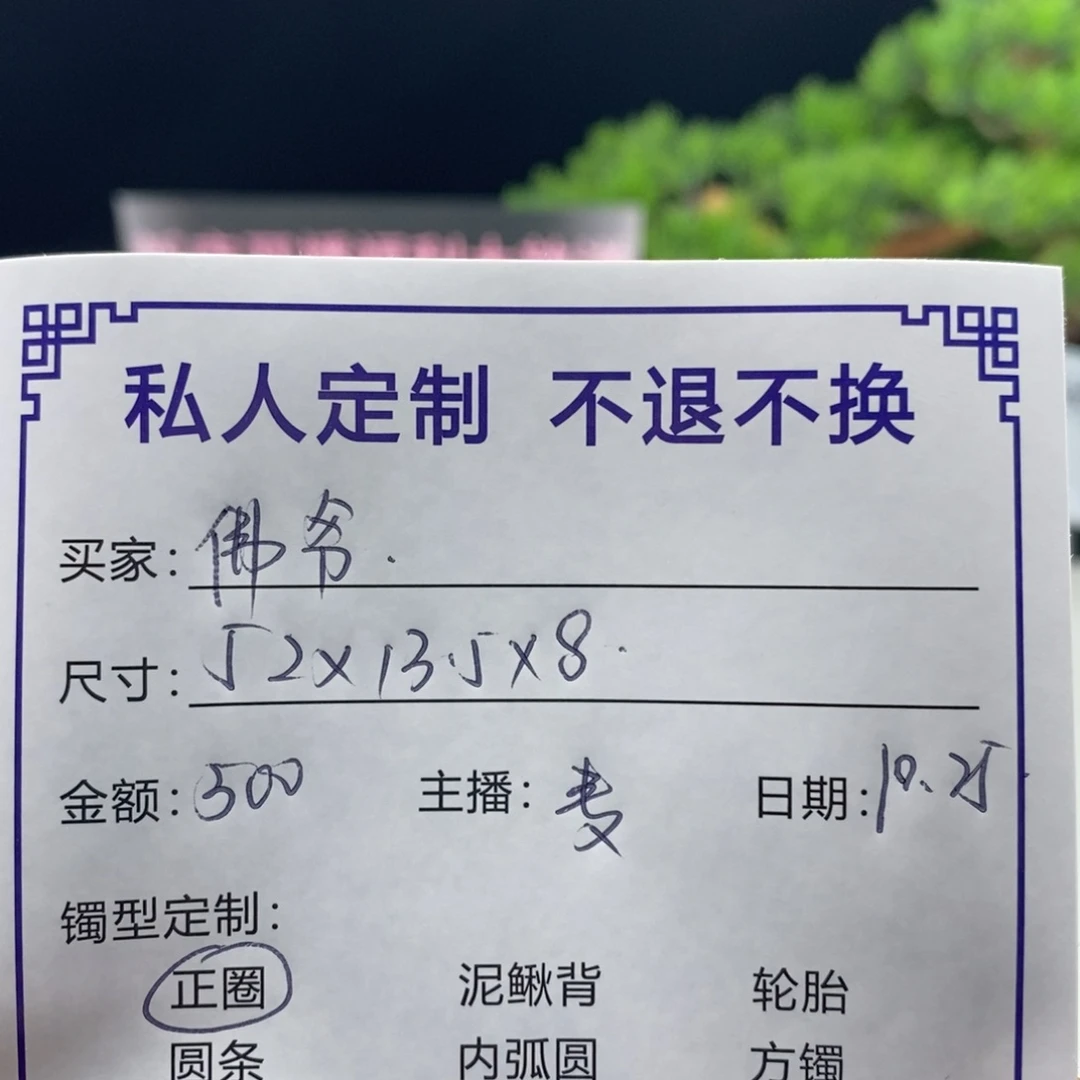 私人定制 不退不换
买家：佛爷.
尺寸：52x13.5x8.
金额：500 主播：麦 日期：10.25
镯型定制：
正圈 泥鳅背 轮胎
圆条 内弧圆 方镯